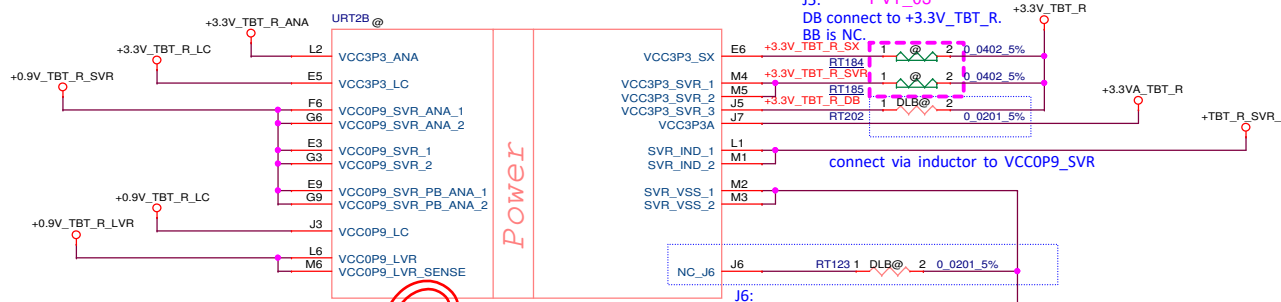 J5:
PVT_08
DB connect to +3.3V_TBT_R.
BB is NC.
+3.3V_TBT_R
+3.3V_TBT_R_ANA
URT2B @
+3.3V_TBT_R_LC
+0.9V_TBT_R_SVR
L2 VCC3P3_ANA
E5 VCC3P3_LC
F6 VCC0P9_SVR_ANA_1
G6 VCC0P9_SVR_ANA_2
E3 VCC0P9_SVR_1
G3 VCC0P9_SVR_2
E9 VCC0P9_SVR_PB_ANA_1
G9 VCC0P9_SVR_PB_ANA_2
+0.9V_TBT_R_LC
J3 VCC0P9_LC
+0.9V_TBT_R_LVR
L6 VCC0P9_LVR
M6 VCC0P9_LVR_SENSE
Power
VCC3P3_SX E6 +3.3V_TBT_R_SX 1 @ 2 0_0402_5%
RT184
VCC3P3_SVR_1 M4 +3.3V_TBT_R_SVR 1 @ 2 0_0402_5%
VCC3P3_SVR_2 M5 RT185
VCC3P3_SVR_3 J5 +3.3V_TBT_R_DB 1 DLB@ 2
VCC3P3A J7 RT202 0_0201_5%
+3.3VA_TBT_R
+TBT_R_SVR_
SVR_IND_1 L1
SVR_IND_2 M1
connect via inductor to VCC0P9_SVR
SVR_VSS_1 M2
SVR_VSS_2 M3
NC_J6 J6 RT123 1 DLB@ 2 0_0201_5%
J6: